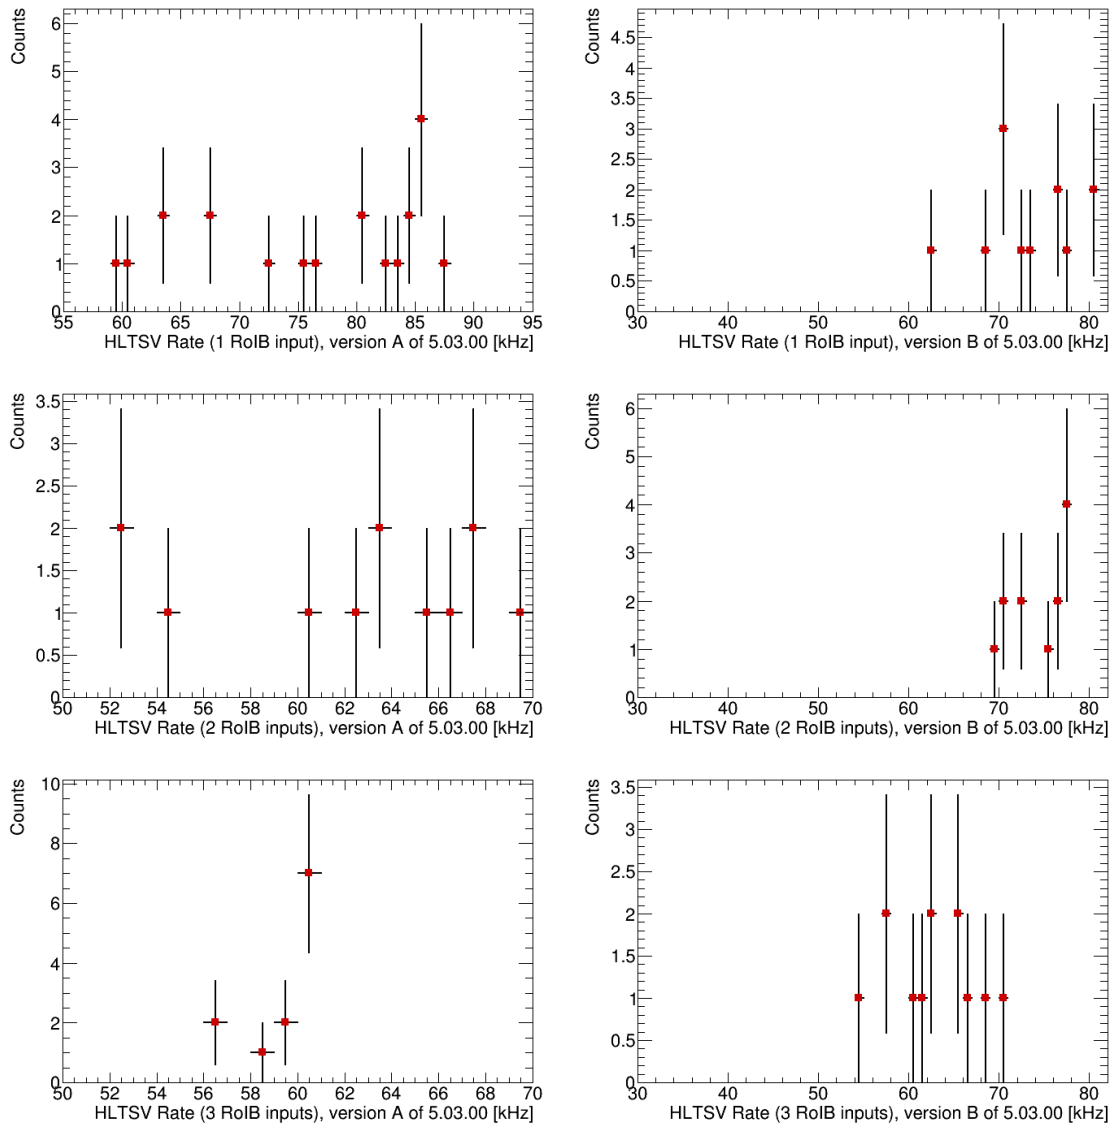 Counts
6
5
4
3
2
1
0
55 60 65 70 75 80 85 90 95
HLTSV Rate (1 RoIB input), version A of 5.03.00 [kHz]
Counts
4.5
4
3.5
3
2.5
2
1.5
1
0.5
0
30 40 50 60 70 80
HLTSV Rate (1 RoIB input), version B of 5.03.00 [kHz]
Counts
3.5
3
2.5
2
1.5
1
0.5
0
50 52 54 56 58 60 62 64 66 68 70
HLTSV Rate (2 RoIB inputs), version A of 5.03.00 [kHz]
Counts
6
5
4
3
2
1
0
30 40 50 60 70 80
HLTSV Rate (2 RoIB inputs), version B of 5.03.00 [kHz]
Counts
10
8
6
4
2
0
50 52 54 56 58 60 62 64 66 68 70
HLTSV Rate (3 RoIB inputs), version A of 5.03.00 [kHz]
Counts
3.5
3
2.5
2
1.5
1
0.5
0
30 40 50 60 70 80
HLTSV Rate (3 RoIB inputs), version B of 5.03.00 [kHz]